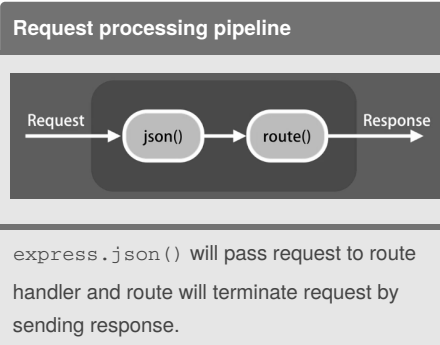 Request processing pipeline
Request
json()
route()
Response
express.json() will pass request to route
handler and route will terminate request by
sending response.